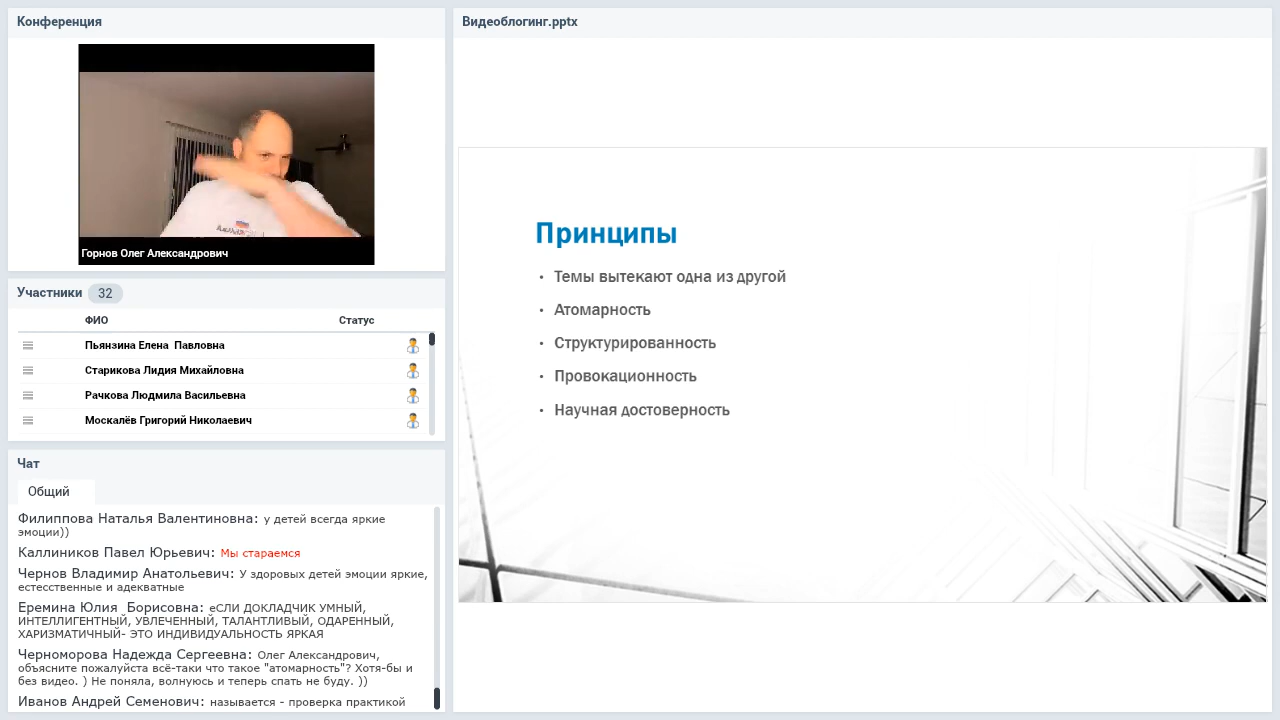 Конференция
Горнов Олег Александрович
Участники 32
ФИО Статус
Пьянзина Елена  Павловна
Старикова Лидия Михайловна
Рачкова Людмила Васильевна
Москалёв Григорий Николаевич
Чат
Общий
Филиппова Наталья Валентиновна: у детей всегда яркие
эмоции))
Каллиников Павел Юрьевич: Мы стараемся
Чернов Владимир Анатольевич: У здоровых детей эмоции яркие,
естесственные и адекватные
Еремина Юлия  Борисовна: еСЛИ ДОКЛАДЧИК УМНЫЙ,
ИНТЕЛЛИГЕНТНЫЙ, УВЛЕЧЕННЫЙ, ТАЛАНТЛИВЫЙ, ОДАРЕННЫЙ,
ХАРИЗМАТИЧНЫЙ- ЭТО ИНДИВИДУАЛЬНОСТЬ ЯРКАЯ
Черноморова Надежда Сергеевна: Олег Александрович,
объясните пожалуйста всё-таки что такое "атомарность"? Хотя-бы и
без видео. ) Не поняла, волнуюсь и теперь спать не буду. ))
Иванов Андрей Семенович: называется - проверка практикой
Видеоблогинг.pptx
Принципы
• Темы вытекают одна из другой
• Атомарность
• Структурированность
• Провокационность
• Научная достоверность